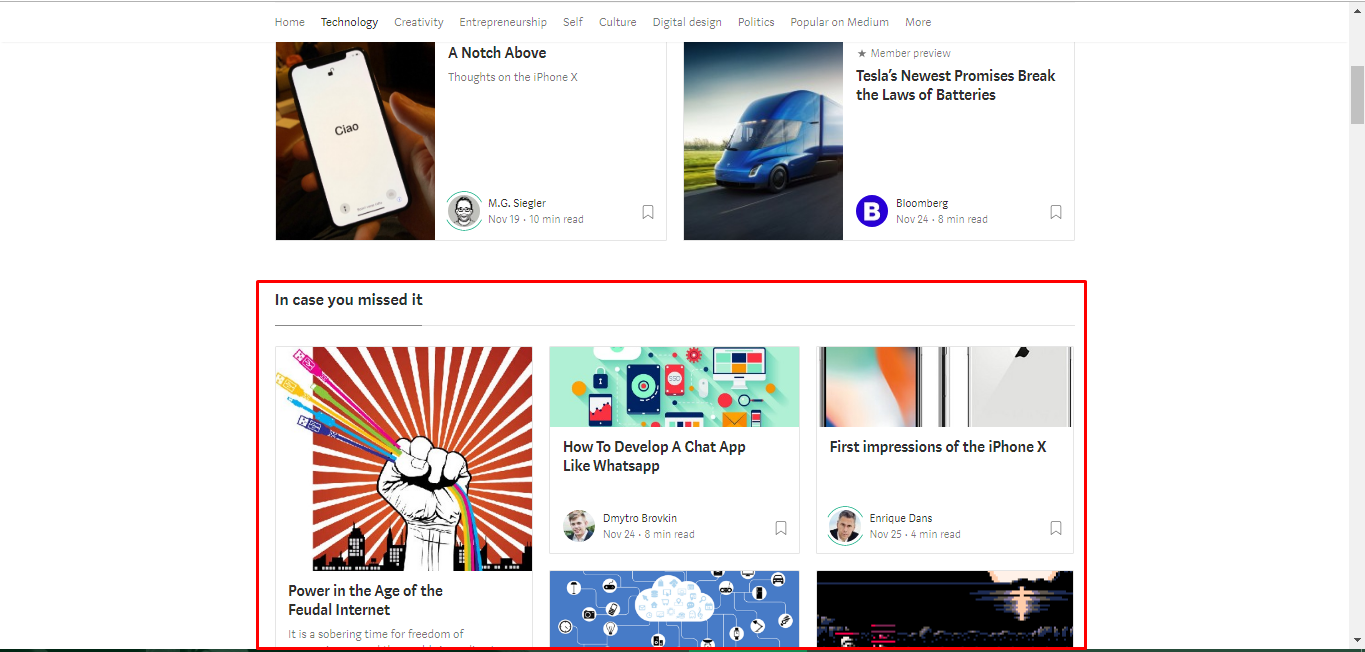 Home Technology Creativity Entrepreneurship Self Culture Digital design Politics Popular on Medium More
A Notch Above
Thoughts on the iPhone X
Ciao
M.G. Siegler
Nov 19 · 10 min read
★ Member preview
Tesla’s Newest Promises Break
the Laws of Batteries
B
Bloomberg
Nov 24 · 8 min read
In case you missed it
Power in the Age of the
Feudal Internet
It is a sobering time for freedom of
SSD
How To Develop A Chat App
Like Whatsapp
Dmytro Brovkin
Nov 24 · 8 min read
First impressions of the iPhone X
Enrique Dans
Nov 25 · 4 min read